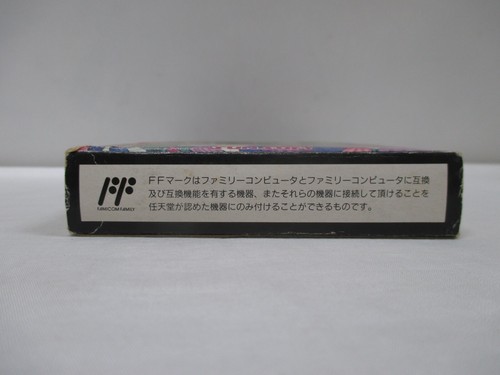 FFマークはファミリーコンピュータとファミリーコンピュータに互換
及び互換機能を有する機器、またそれらの機器に接続して頂けることを
任天堂が認めた機器にのみ付けることができるものです。
FF
FAMICOM FAMILY